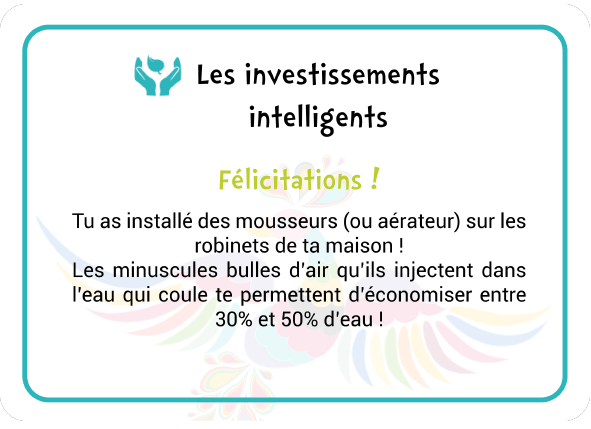 Les investissements
intelligents
Félicitations !
Tu as installé des mousseurs (ou aérateur) sur les
robinets de ta maison !
Les minuscules bulles d'air qu'ils injectent dans
l'eau qui coule te permettent d'économiser entre
30% et 50% d'eau !